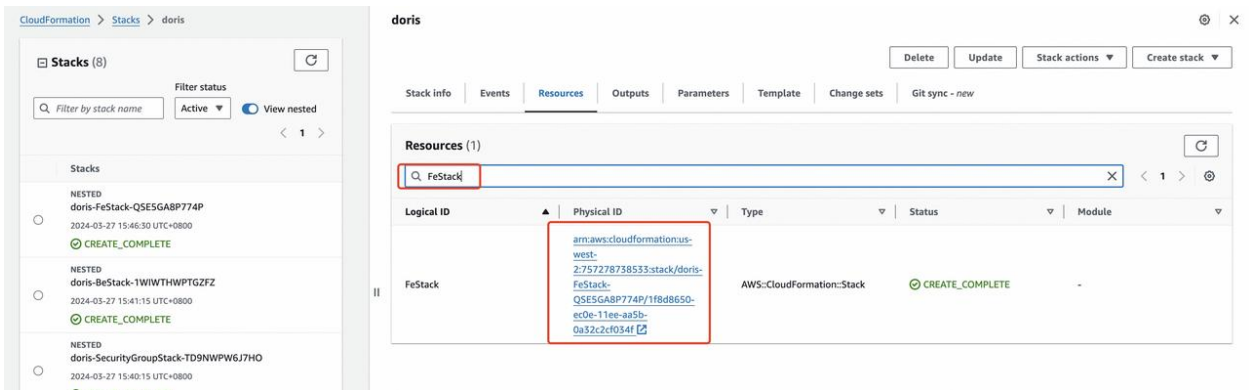 CloudFormation > Stacks > doris
Stacks (8)
Filter status
Filter by stack name
Active
View nested
1
Stacks
NESTED
doris-FeStack-QSE5GA8P774P
2024-03-27 15:46:30 UTC+0800
CREATE_COMPLETE
NESTED
doris-BeStack-1WIWTHWPTGZFZ
2024-03-27 15:41:15 UTC+0800
CREATE_COMPLETE
NESTED
doris-SecurityGroupStack-TD9NWPW6J7HO
2024-03-27 15:40:15 UTC+0800
doris
Delete Update Stack actions Create stack
Stack info Events Resources Outputs Parameters Template Change sets Git sync - new
Resources (1)
FeStack
1
Logical ID Physical ID Type Status Module
arn:aws:cloudformation:us-
west-
2:757278738533:stack/doris-
FeStack-
QSE5GA8P774P/1f8d8650-
ec0e-11ee-aa5b-
0a32c2cf034f
FeStack AWS::CloudFormation::Stack CREATE_COMPLETE -